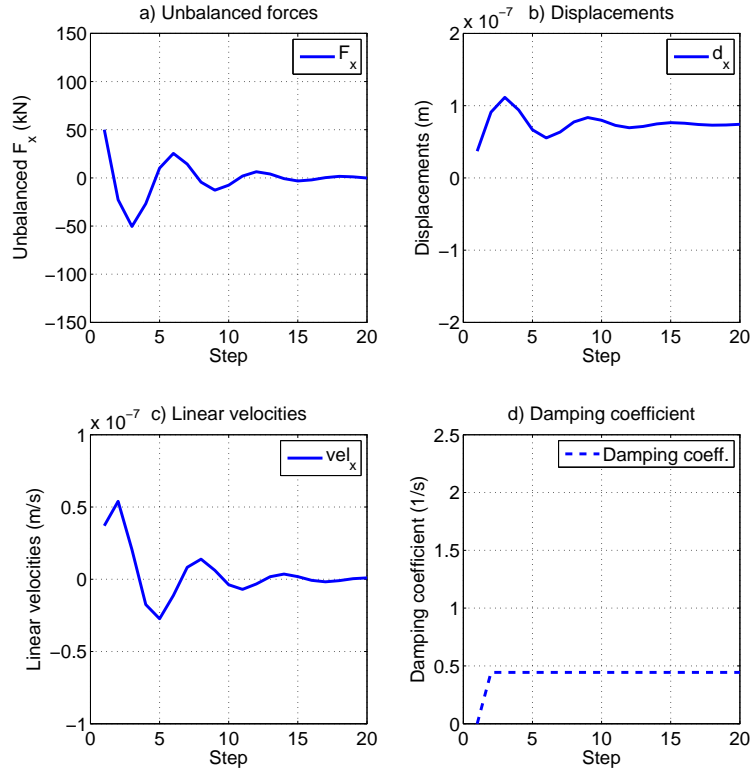 a) Unbalanced forces
150
100
50
0
−50
−100
−150
0 5 10 15 20
Step
Unbalanced F_x (kN)
F_x
b) Displacements
x 10^−7
2
1
0
−1
−2
0 5 10 15 20
Step
Displacements (m)
d_x
c) Linear velocities
x 10^−7
1
0.5
0
−0.5
−1
0 5 10 15 20
Step
Linear velocities (m/s)
vel_x
d) Damping coefficient
2.5
2
1.5
1
0.5
0
0 5 10 15 20
Step
Damping coefficient (1/s)
Damping coeff.